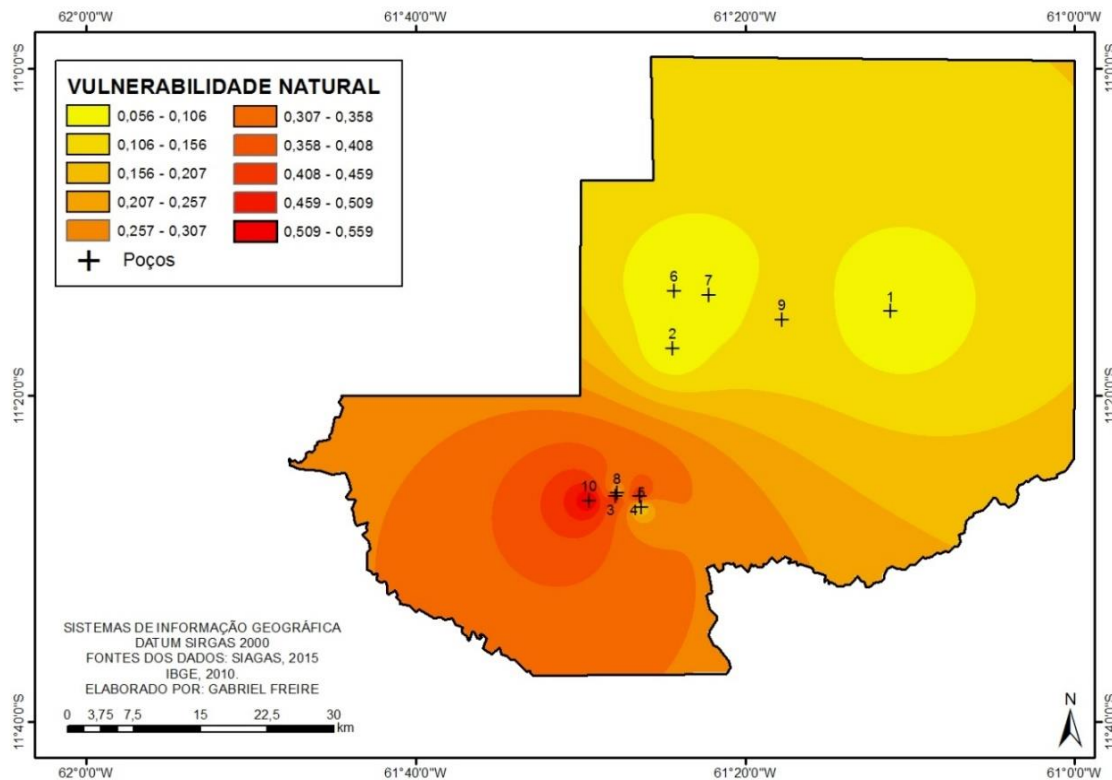 62°0'0"W 61°40'0"W 61°20'0"W 61°0'0"W
11°0'0"S 11°0'0"S
VULNERABILIDADE NATURAL
0,056 - 0,106 0,307 - 0,358
0,106 - 0,156 0,358 - 0,408
0,156 - 0,207 0,408 - 0,459
0,207 - 0,257 0,459 - 0,509
0,257 - 0,307 0,509 - 0,559
Poços
6 7 1
9
2
11°20'0"S 11°20'0"S
8
10 5
3 4
SISTEMAS DE INFORMAÇÃO GEOGRÁFICA
DATUM SIRGAS 2000
FONTES DOS DADOS: SIAGAS, 2015
IBGE, 2010.
ELABORADO POR: GABRIEL FREIRE
0 3,75 7,5 15 22,5 30
km
N
11°40'0"S 11°40'0"S
62°0'0"W 61°40'0"W 61°20'0"W 61°0'0"W